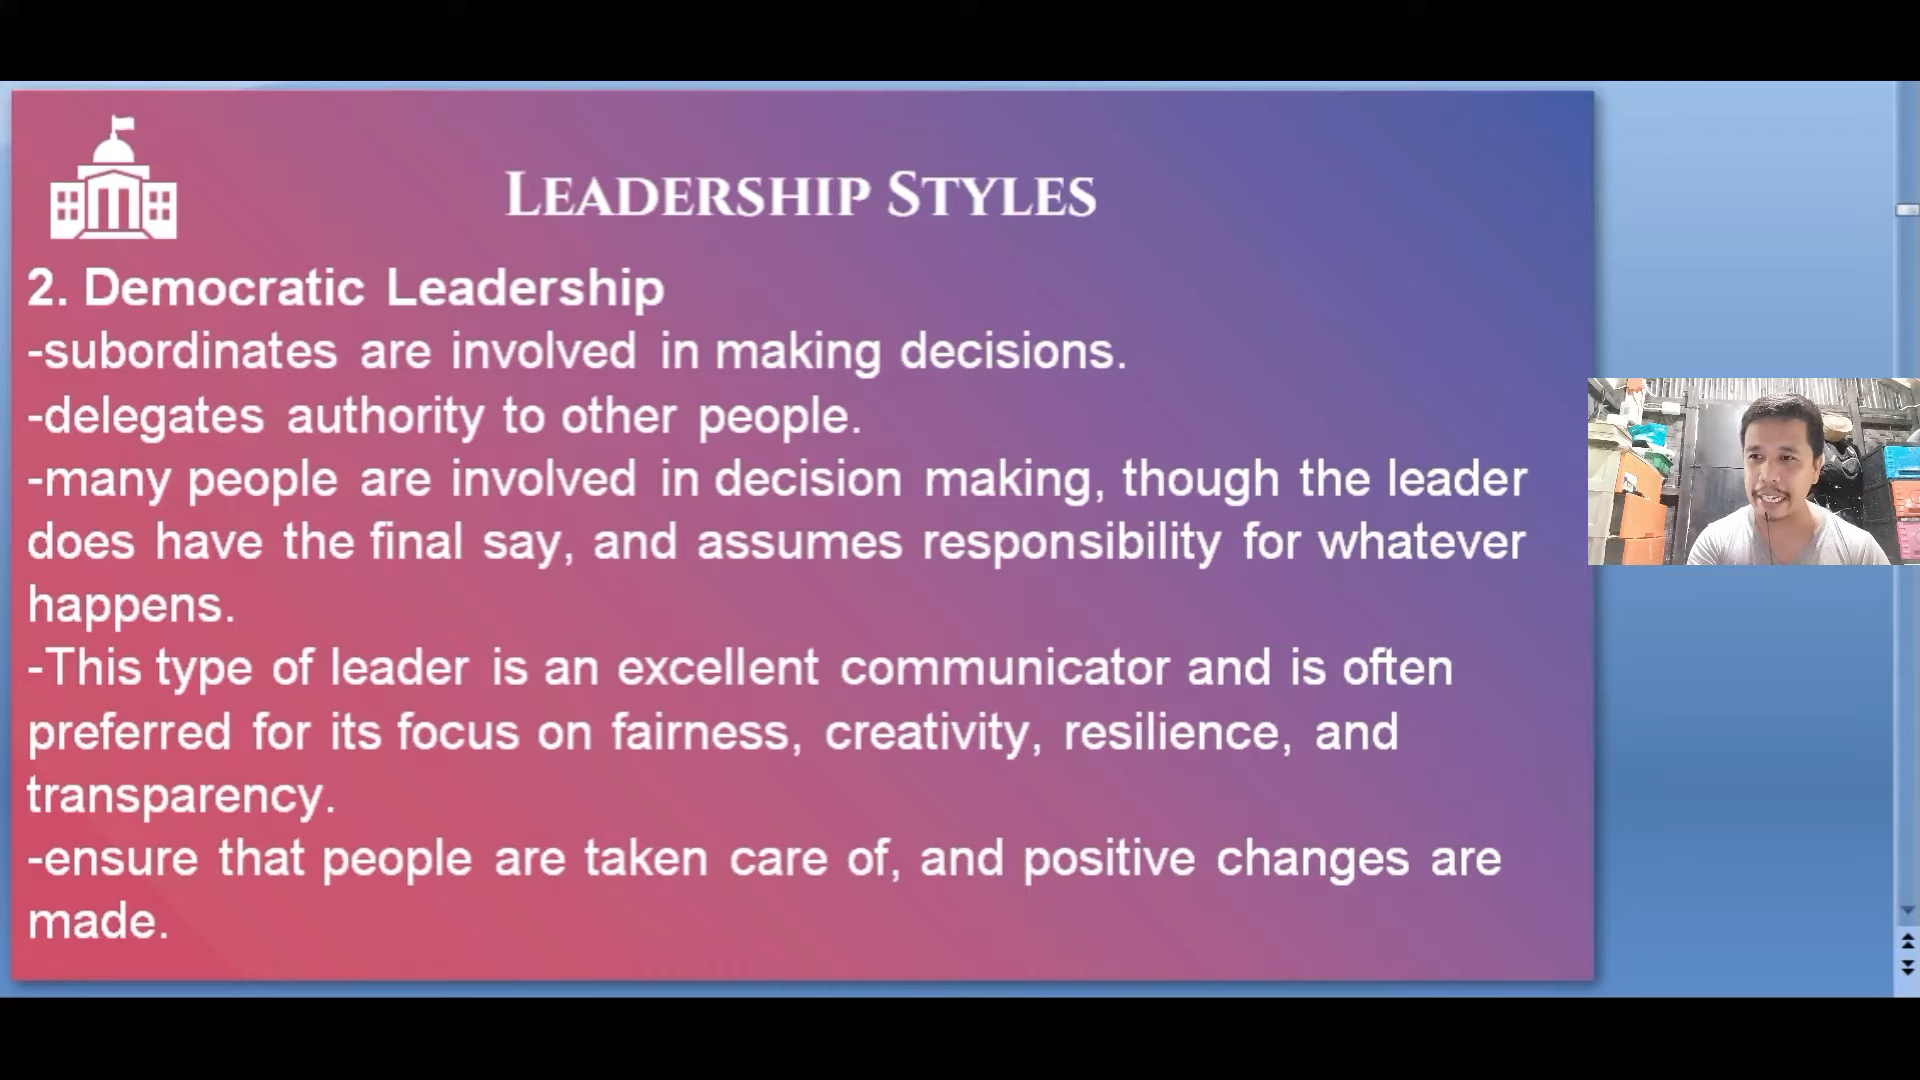 LEADERSHIP STYLES
2. Democratic Leadership
-subordinates are involved in making decisions.
-delegates authority to other people.
-many people are involved in decision making, though the leader
does have the final say, and assumes responsibility for whatever
happens.
-This type of leader is an excellent communicator and is often
preferred for its focus on fairness, creativity, resilience, and
transparency.
-ensure that people are taken care of, and positive changes are
made.